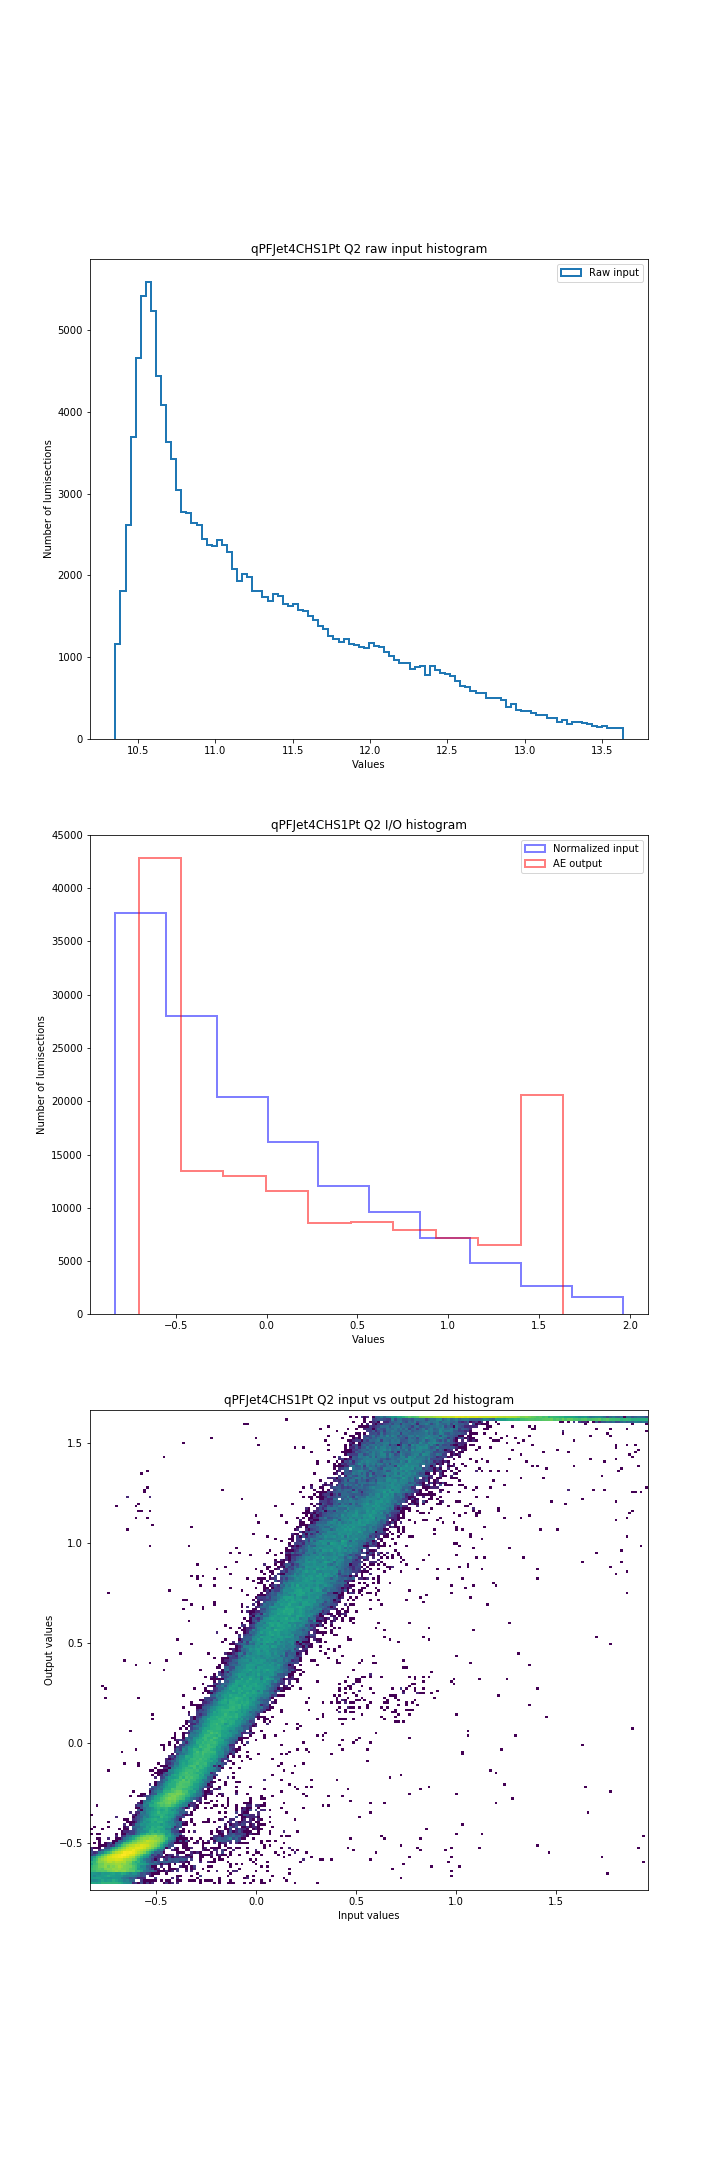 qPFJet4CHS1Pt Q2 raw input histogram
Raw input
5000
4000
3000
2000
1000
0
Number of lumisections
10.5 11.0 11.5 12.0 12.5 13.0 13.5
Values
qPFJet4CHS1Pt Q2 I/O histogram
Normalized input
AE output
45000
40000
35000
30000
25000
20000
15000
10000
5000
0
Number of lumisections
−0.5 0.0 0.5 1.0 1.5 2.0
Values
qPFJet4CHS1Pt Q2 input vs output 2d histogram
1.5
1.0
0.5
0.0
−0.5
Output values
−0.5 0.0 0.5 1.0 1.5
Input values